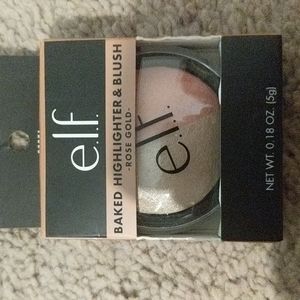 e.l.f.
BAKED HIGHLIGHTER & BLUSH
-ROSE GOLD-
e.l.f.
NET WT. 0.18 OZ. (5g)